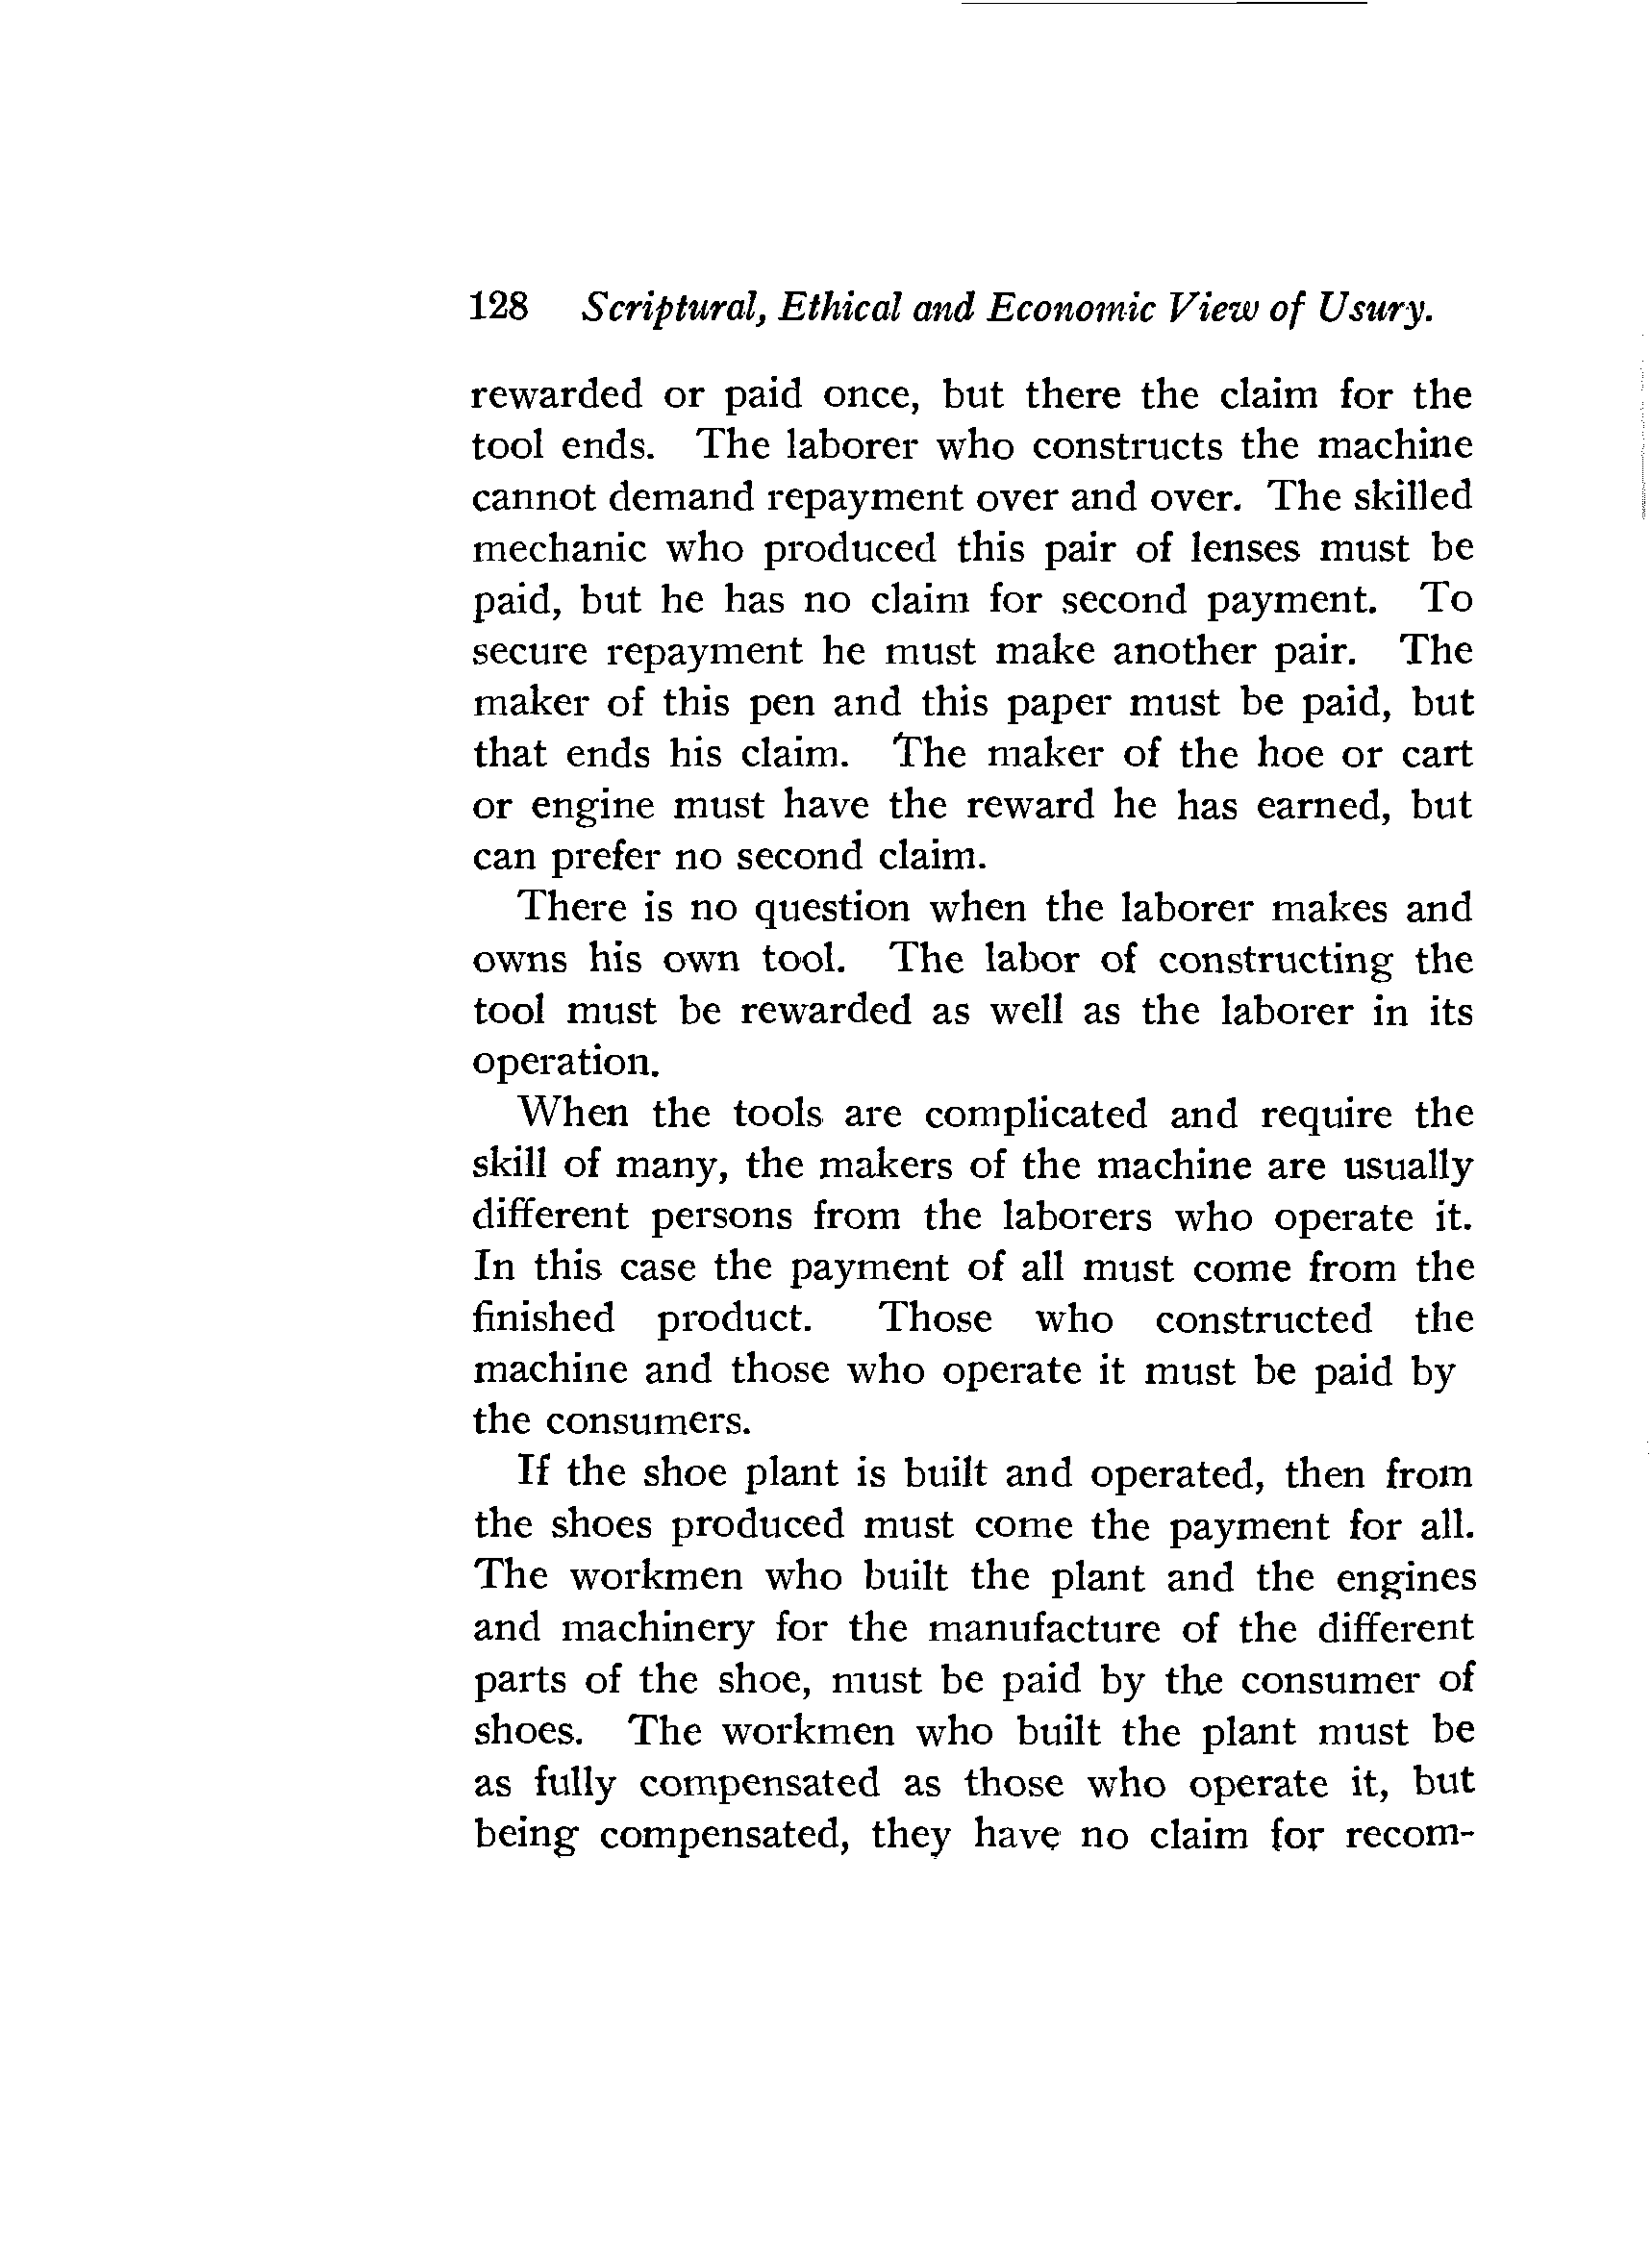 128 Scriptural, Ethical and Economic View of Usury.
rewarded or paid once, but there the claim for the
tool ends. The laborer who constructs the machine
cannot demand repayment over and over. The skilled
mechanic who produced this pair of lenses must be
paid, but he has no claim for second payment. To
secure repayment he must make another pair. The
maker of this pen and this paper must be paid, but
that ends his claim. The maker of the hoe or cart
or engine must have the reward he has earned, but
can prefer no second claim.
There is no question when the laborer makes and
owns his own tool. The labor of constructing the
tool must be rewarded as well as the laborer in its
operation.
When the tools are complicated and require the
skill of many, the makers of the machine are usually
different persons from the laborers who operate it.
In this case the payment of all must come from the
finished product. Those who constructed the
machine and those who operate it must be paid by
the consumers.
If the shoe plant is built and operated, then from
the shoes produced must come the payment for all.
The workmen who built the plant and the engines
and machinery for the manufacture of the different
parts of the shoe, must be paid by the consumer of
shoes. The workmen who built the plant must be
as fully compensated as those who operate it, but
being compensated, they have no claim for recom-